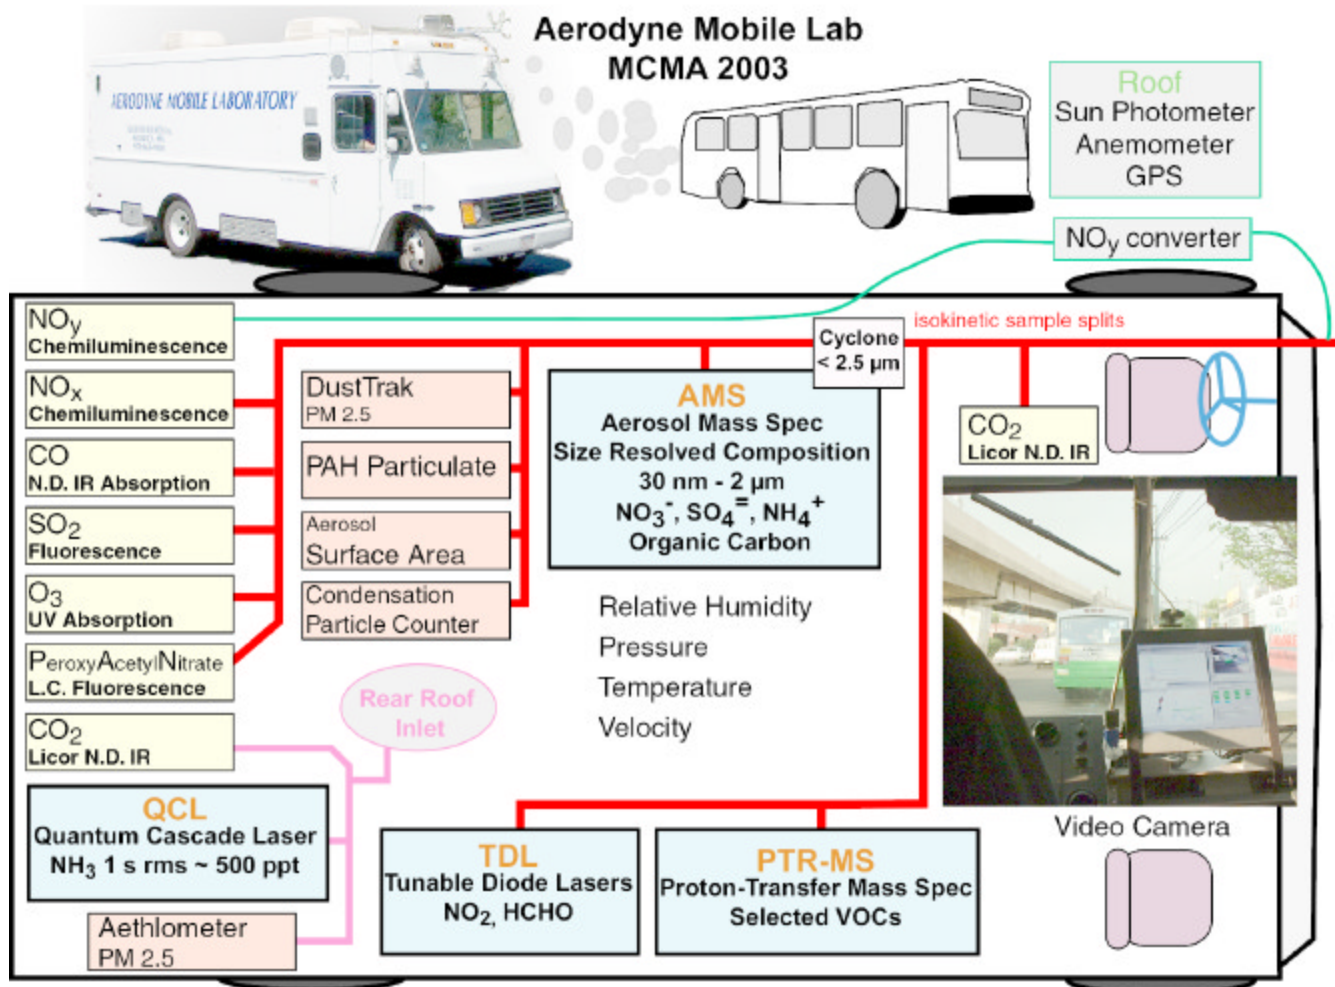 Aerodyne Mobile Lab
MCMA 2003
AERODYNE MOBILE LABORATORY
Roof
Sun Photometer
Anemometer
GPS
NOy converter
isokinetic sample splits
NOy
Chemiluminescence
NOx
Chemiluminescence
CO
N.D. IR Absorption
SO2
Fluorescence
O3
UV Absorption
PeroxyAcetylNitrate
L.C. Fluorescence
CO2
Licor N.D. IR
DustTrak
PM 2.5
PAH Particulate
Aerosol
Surface Area
Condensation
Particle Counter
Cyclone
< 2.5 µm
AMS
Aerosol Mass Spec
Size Resolved Composition
30 nm - 2 µm
NO3-, SO4=, NH4+
Organic Carbon
CO2
Licor N.D. IR
Relative Humidity
Pressure
Temperature
Velocity
Rear Roof
Inlet
QCL
Quantum Cascade Laser
NH3 1 s rms ~ 500 ppt
Aethlometer
PM 2.5
TDL
Tunable Diode Lasers
NO2, HCHO
PTR-MS
Proton-Transfer Mass Spec
Selected VOCs
Video Camera